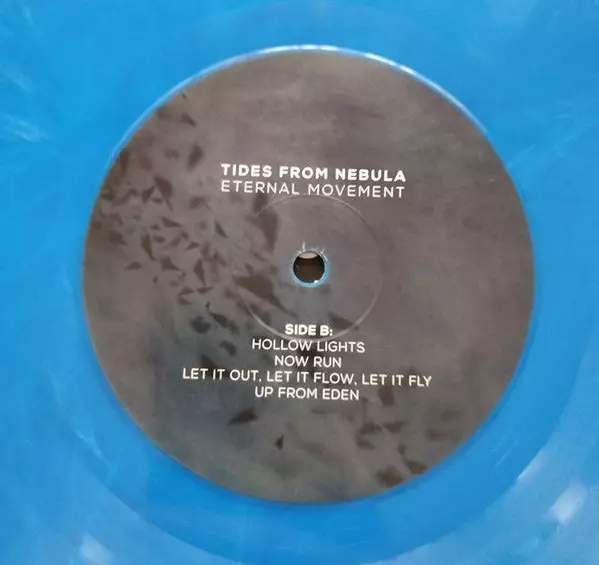 TIDES FROM NEBULA
ETERNAL MOVEMENT
SIDE B:
HOLLOW LIGHTS
NOW RUN
LET IT OUT, LET IT FLOW, LET IT FLY
UP FROM EDEN